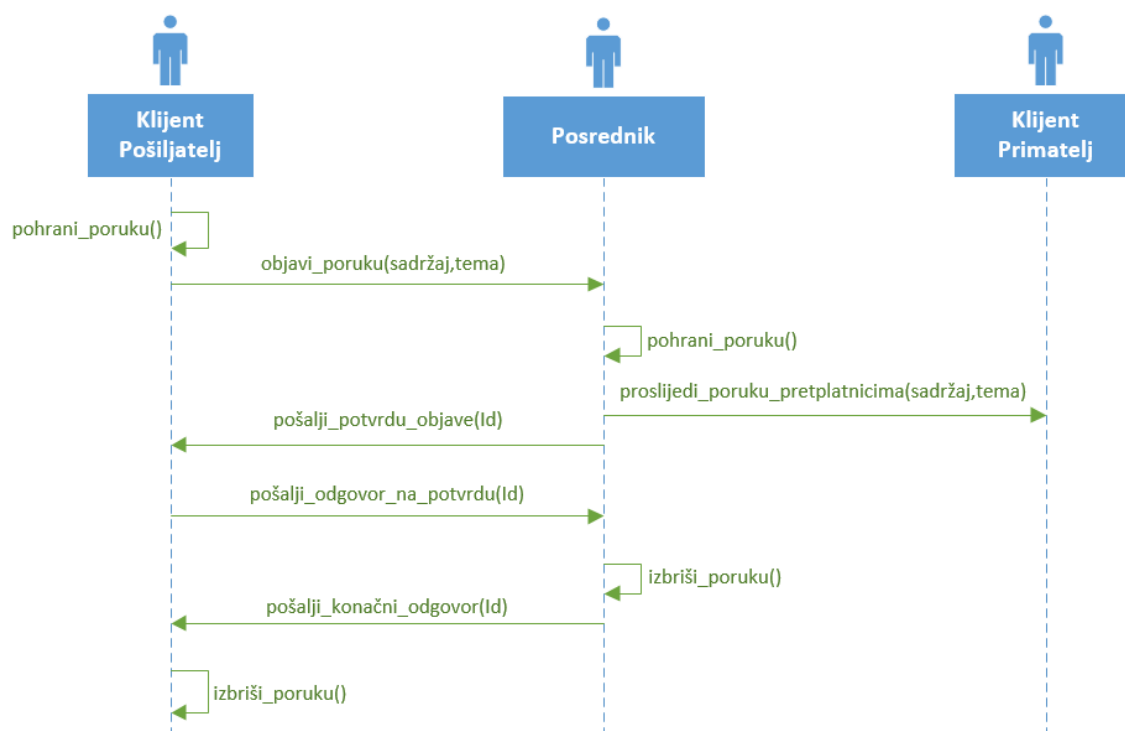 Klijent
Pošiljatelj
Posrednik
Klijent
Primatelj
pohrani_poruku()
objavi_poruku(sadržaj,tema)
pohrani_poruku()
proslijedi_poruku_pretplatnicima(sadržaj,tema)
pošalji_potvrdu_objave(Id)
pošalji_odgovor_na_potvrdu(Id)
izbriši_poruku()
pošalji_konačni_odgovor(Id)
izbriši_poruku()